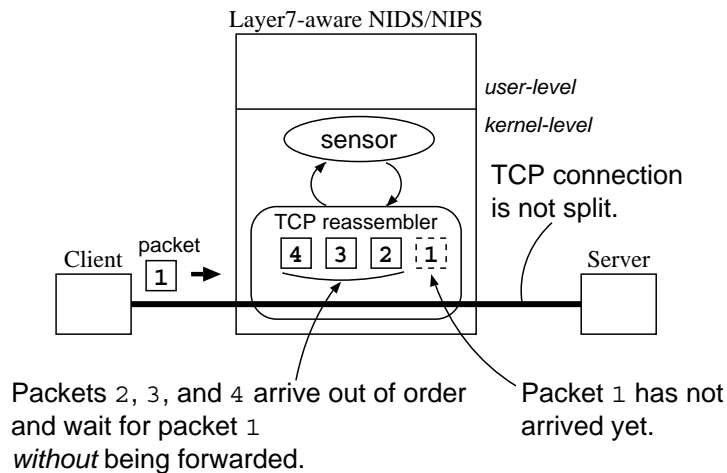 Layer7-aware NIDS/NIPS
user-level
kernel-level
sensor
TCP connection
is not split.
TCP reassembler
packet
4 3 2 1
Client
1
Server
Packets 2, 3, and 4 arrive out of order
and wait for packet 1
without being forwarded.
Packet 1 has not
arrived yet.